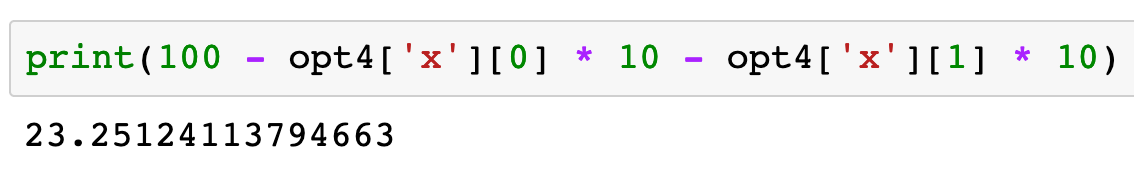 print(100 - opt4['x'][0] * 10 - opt4['x'][1] * 10)
23.25124113794663